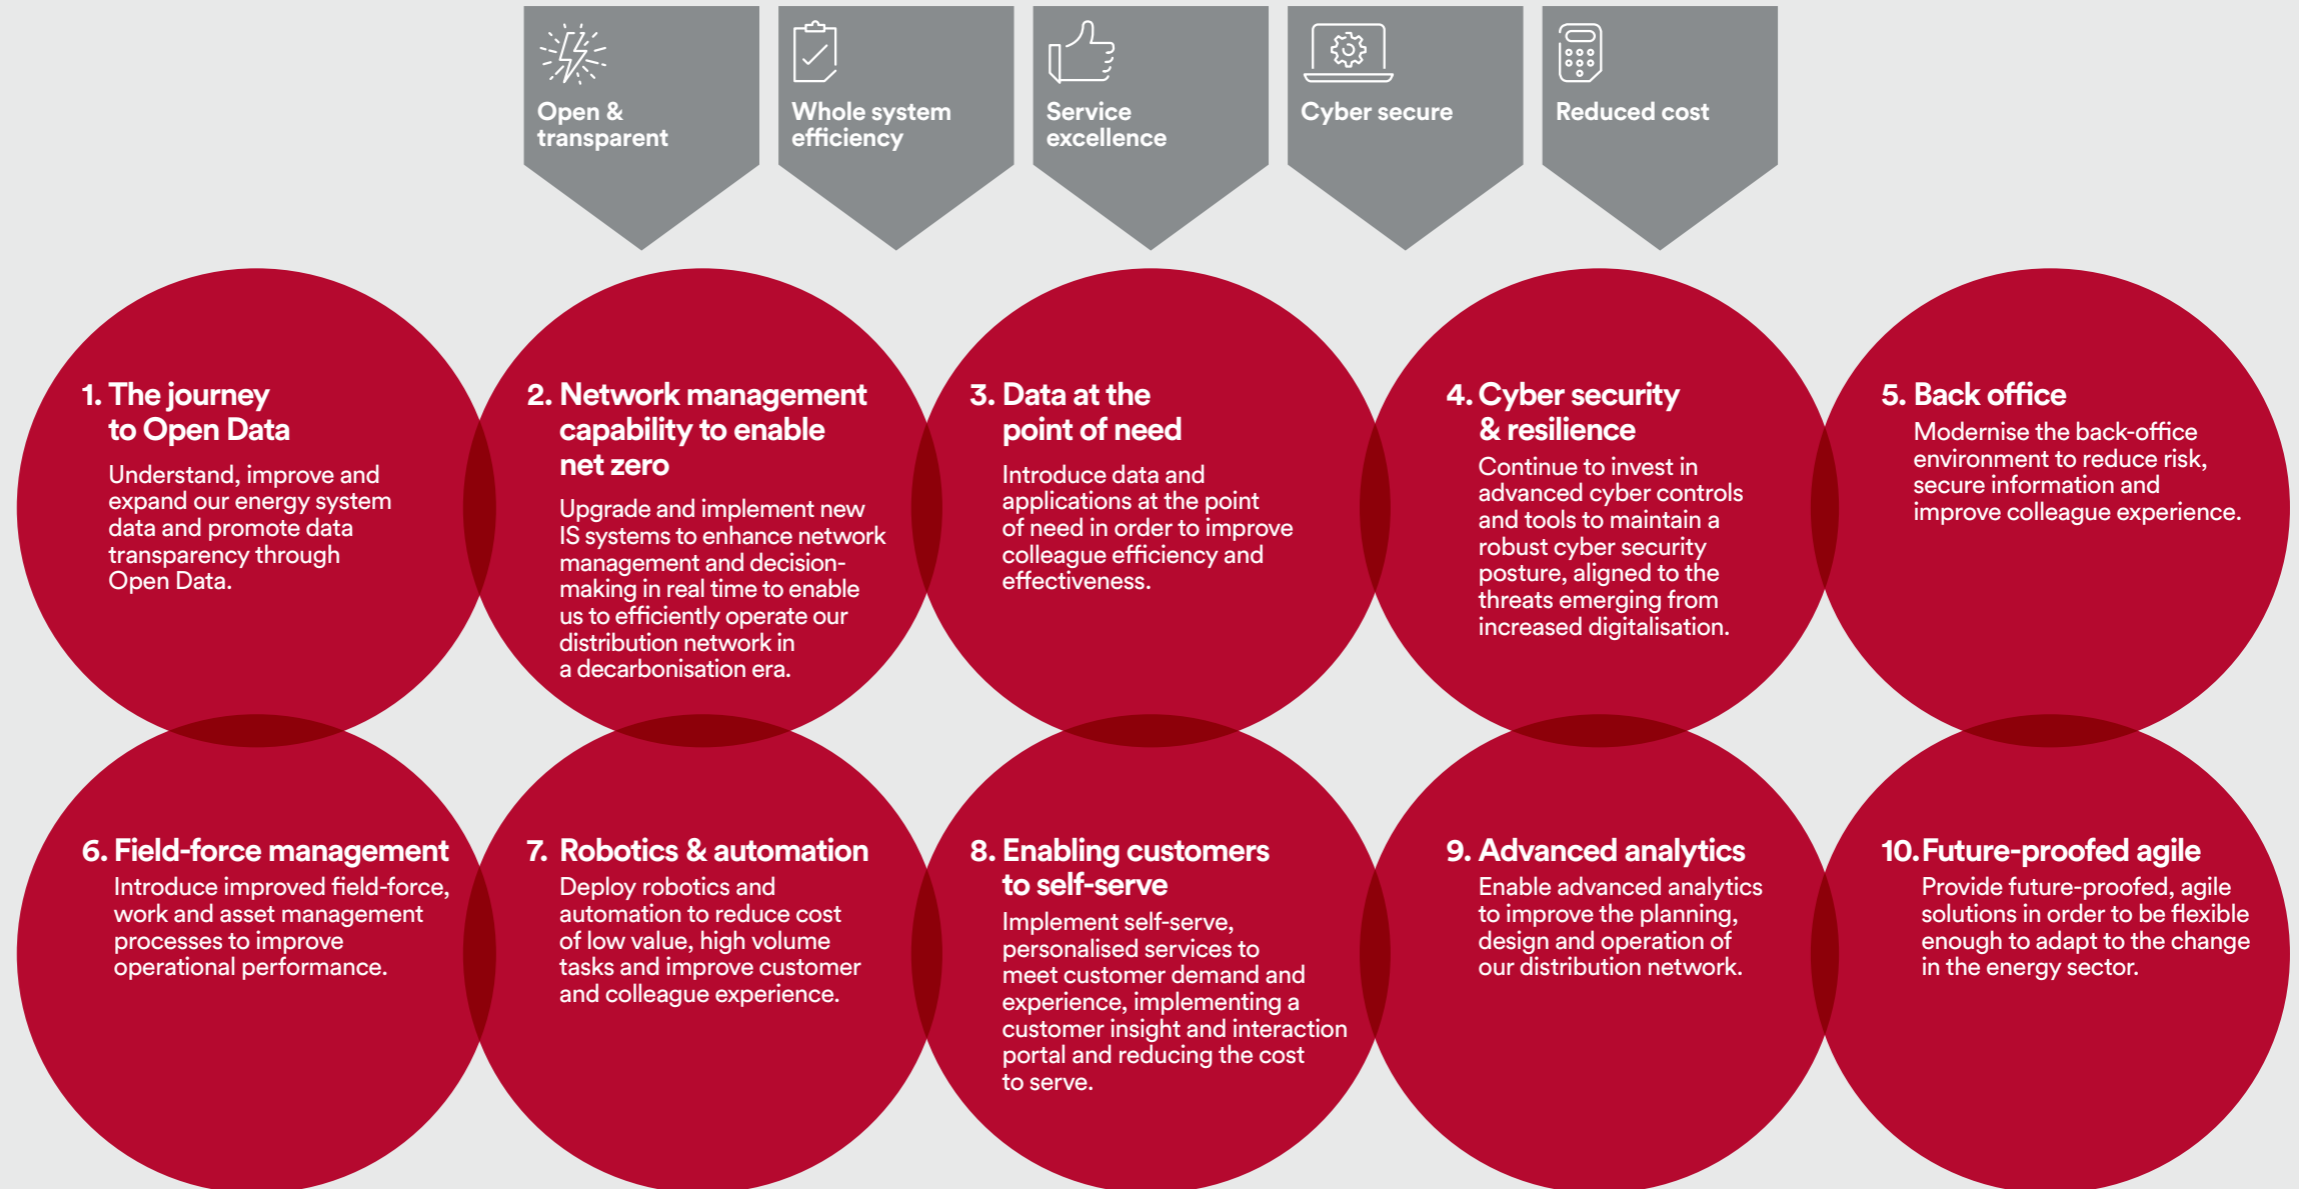 Open &
transparent
Whole system
efficiency
Service
excellence
Cyber secure
Reduced cost
1. The journey
to Open Data
Understand, improve and
expand our energy system
data and promote data
transparency through
Open Data.
2. Network management
capability to enable
net zero
Upgrade and implement new
IS systems to enhance network
management and decision-
making in real time to enable
us to efficiently operate our
distribution network in
a decarbonisation era.
3. Data at the
point of need
Introduce data and
applications at the point
of need in order to improve
colleague efficiency and
effectiveness.
4. Cyber security
& resilience
Continue to invest in
advanced cyber controls
and tools to maintain a
robust cyber security
posture, aligned to the
threats emerging from
increased digitalisation.
5. Back office
Modernise the back-office
environment to reduce risk,
secure information and
improve colleague experience.
6. Field-force management
Introduce improved field-force,
work and asset management
processes to improve
operational performance.
7. Robotics & automation
Deploy robotics and
automation to reduce cost
of low value, high volume
tasks and improve customer
and colleague experience.
8. Enabling customers
to self-serve
Implement self-serve,
personalised services to
meet customer demand and
experience, implementing a
customer insight and interaction
portal and reducing the cost
to serve.
9. Advanced analytics
Enable advanced analytics
to improve the planning,
design and operation of
our distribution network.
10. Future-proofed agile
Provide future-proofed, agile
solutions in order to be flexible
enough to adapt to the change
in the energy sector.